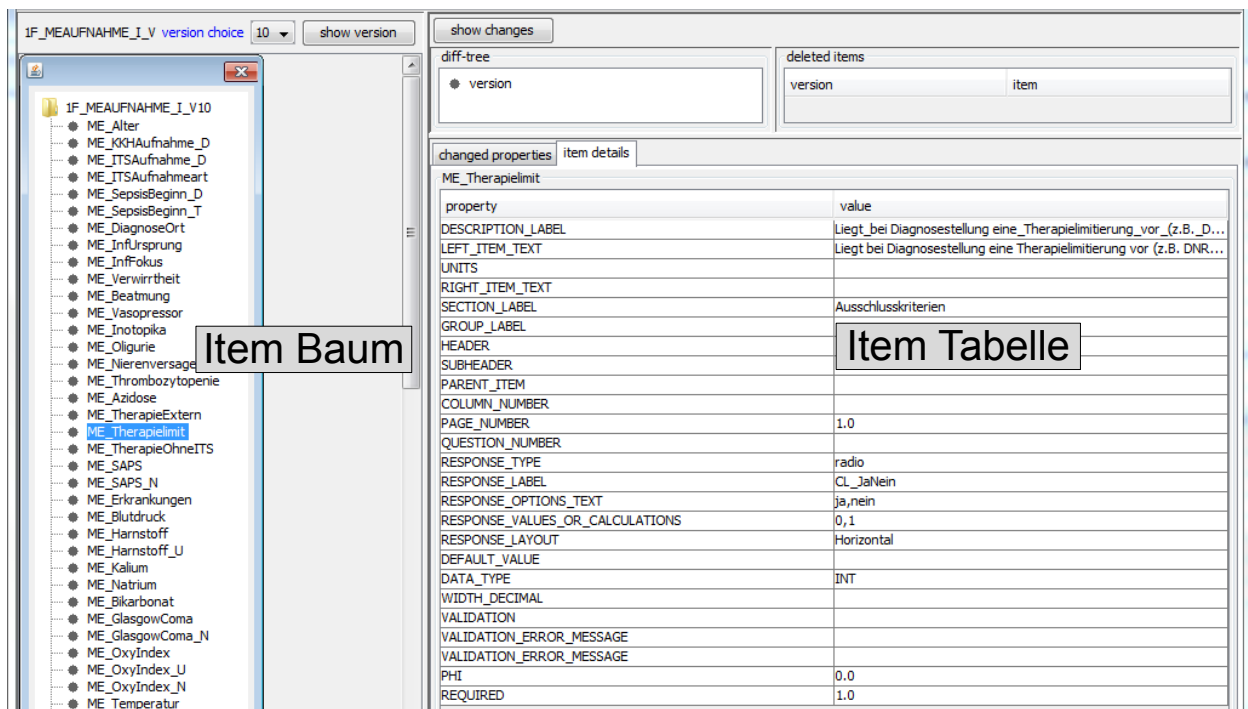 1F_MEAUFNAHME_I_V version choice 10 show version
1F_MEAUFNAHME_I_V10
ME_Alter
ME_KKHAufnahme_D
ME_ITSAufnahme_D
ME_ITSAufnahmeart
ME_SepsisBeginn_D
ME_SepsisBeginn_T
ME_DiagnoseOrt
ME_InfUrsprung
ME_InfFokus
ME_Verwirrtheit
ME_Beatmung
ME_Vasopressor
ME_Inotopika
ME_Oligurie
ME_Nierenversage
ME_Thrombozytopenie
ME_Azidose
ME_TherapieExtern
ME_Therapielimit
ME_TherapieOhneITS
ME_SAPS
ME_SAPS_N
ME_Erkrankungen
ME_Blutdruck
ME_Harnstoff
ME_Harnstoff_U
ME_Kalium
ME_Natrium
ME_Bikarbonat
ME_GlasgowComa
ME_GlasgowComa_N
ME_OxyIndex
ME_OxyIndex_U
ME_OxyIndex_N
ME_Temperatur
Item Baum
show changes
diff-tree
version
deleted items
version item
changed properties item details
ME_Therapielimit
property value
DESCRIPTION_LABEL Liegt_bei Diagnosestellung eine_Therapielimitierung_vor_(z.B._D...
LEFT_ITEM_TEXT Liegt bei Diagnosestellung eine Therapielimitierung vor (z.B. DNR...
UNITS
RIGHT_ITEM_TEXT
SECTION_LABEL Ausschlusskriterien
GROUP_LABEL
HEADER
SUBHEADER
PARENT_ITEM
COLUMN_NUMBER
PAGE_NUMBER 1.0
QUESTION_NUMBER
RESPONSE_TYPE radio
RESPONSE_LABEL CL_JaNein
RESPONSE_OPTIONS_TEXT ja,nein
RESPONSE_VALUES_OR_CALCULATIONS 0,1
RESPONSE_LAYOUT Horizontal
DEFAULT_VALUE
DATA_TYPE INT
WIDTH_DECIMAL
VALIDATION
VALIDATION_ERROR_MESSAGE
VALIDATION_ERROR_MESSAGE
PHI 0.0
REQUIRED 1.0
Item Tabelle